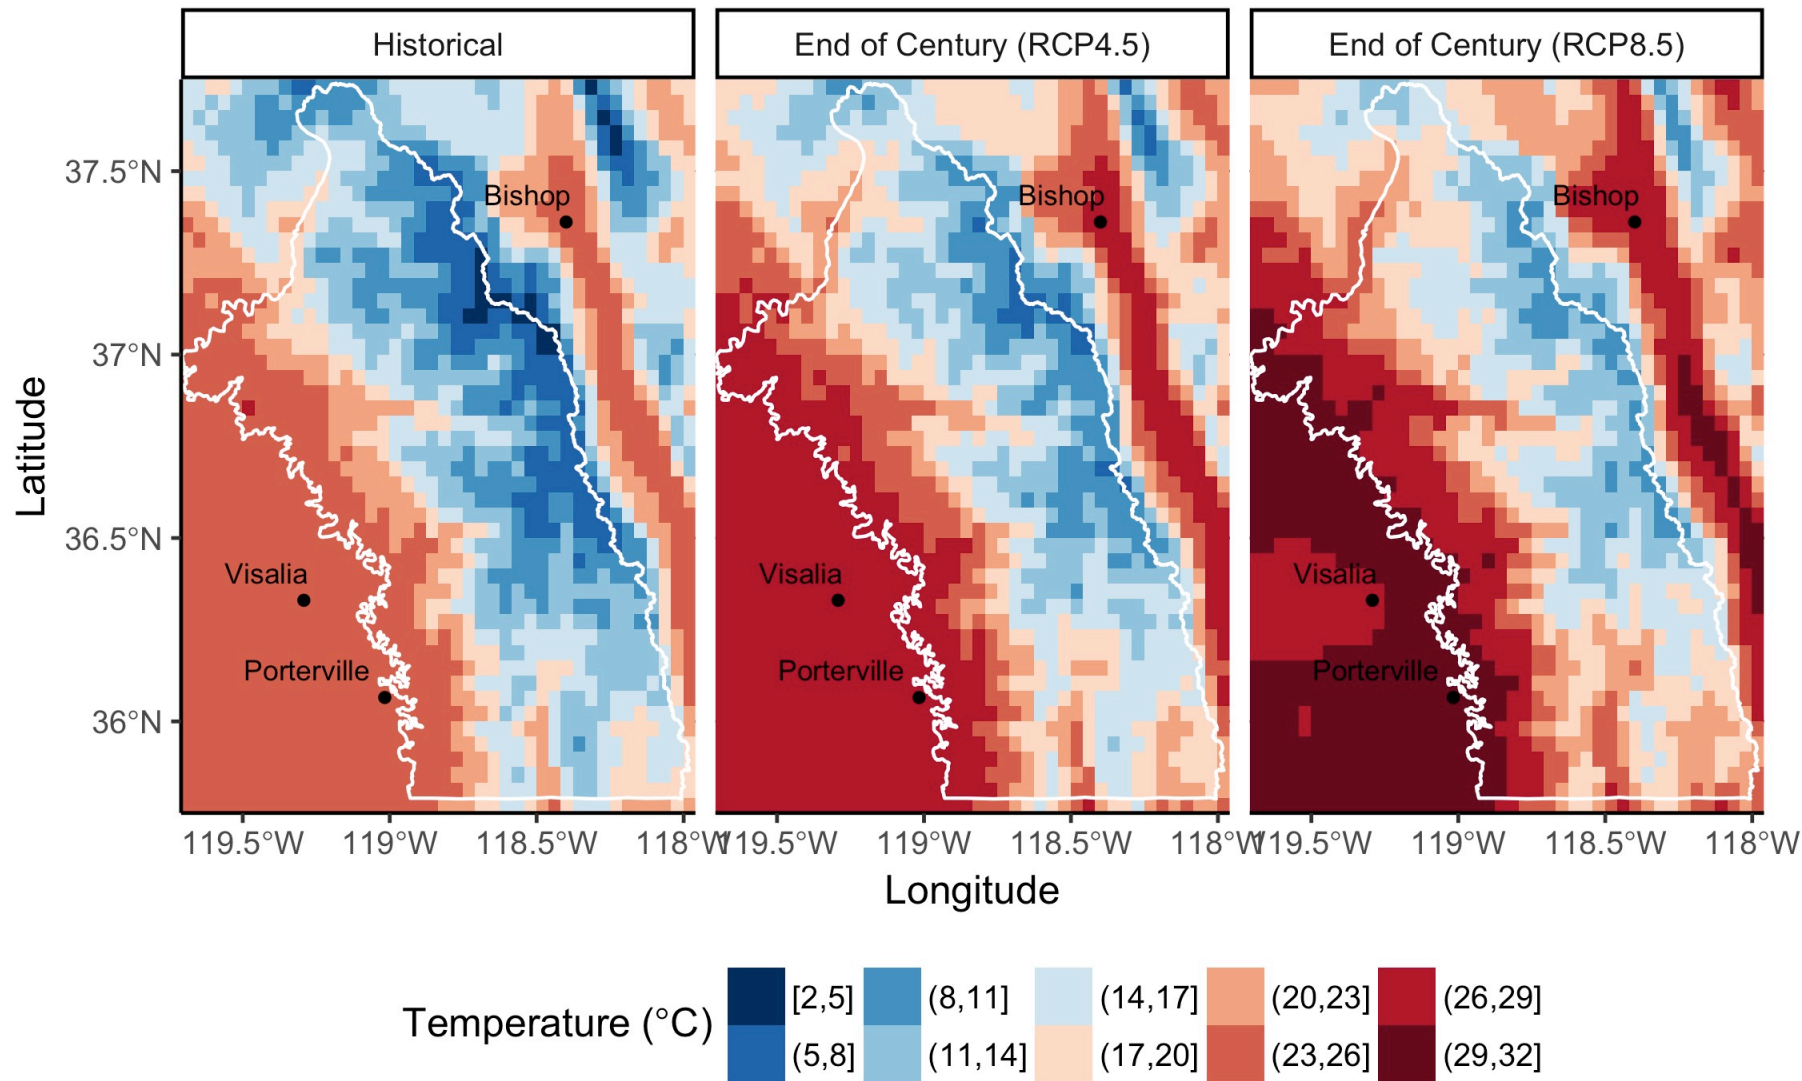 Historical
End of Century (RCP4.5)
End of Century (RCP8.5)
37.5°N
37°N
36.5°N
36°N
Latitude
Bishop
Visalia
Porterville
Bishop
Visalia
Porterville
Bishop
Visalia
Porterville
119.5°W 119°W 118.5°W 118°W
119.5°W 119°W 118.5°W 118°W
119.5°W 119°W 118.5°W 118°W
Longitude
Temperature (°C)
[2,5] (8,11] (14,17] (20,23] (26,29]
(5,8] (11,14] (17,20] (23,26] (29,32]